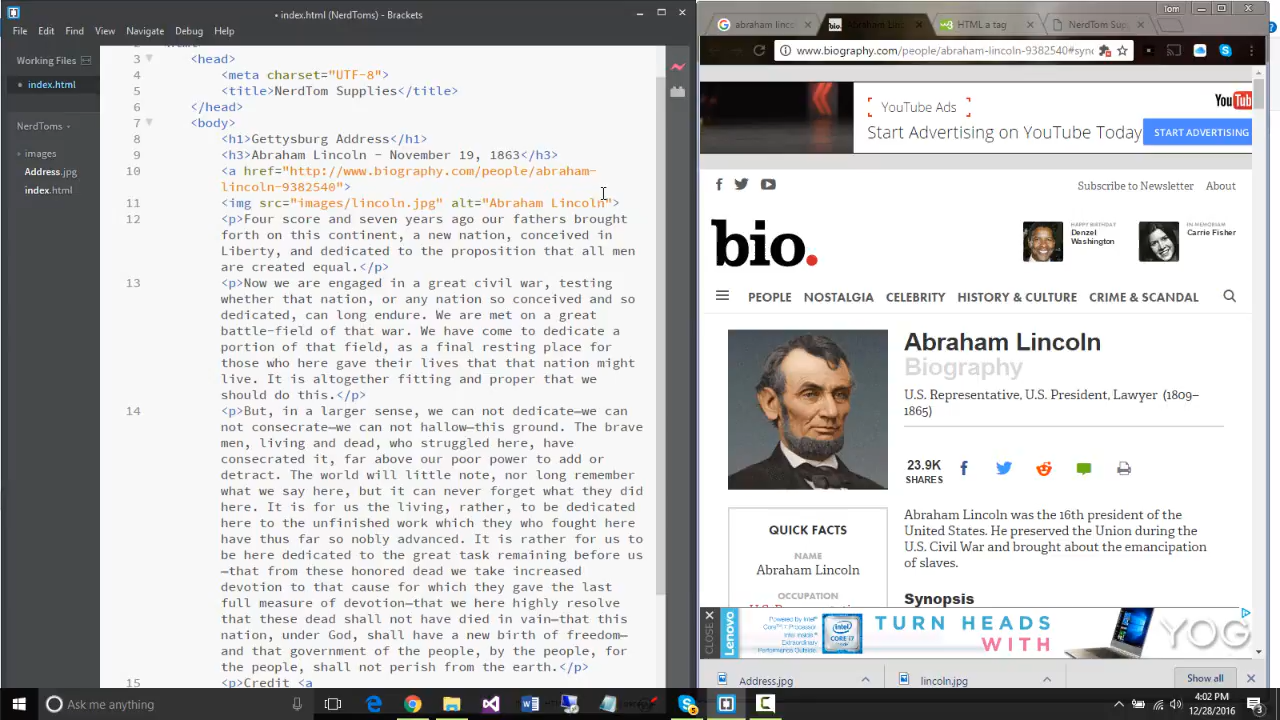 index.html (NerdToms) - Brackets
File Edit Find View Navigate Debug Help
Working Files
index.html
NerdToms
images
Address.jpg
index.html
3 <head>
4 <meta charset="UTF-8">
5 <title>NerdTom Supplies</title>
6 </head>
7 <body>
8 <h1>Gettysburg Address</h1>
9 <h3>Abraham Lincoln - November 19, 1863</h3>
10 <a href="http://www.biography.com/people/abraham-
lincoln-9382540">
11 <img src="images/lincoln.jpg" alt="Abraham Lincoln">
12 <p>Four score and seven years ago our fathers brought
forth on this continent, a new nation, conceived in
Liberty, and dedicated to the proposition that all men
are created equal.</p>
13 <p>Now we are engaged in a great civil war, testing
whether that nation, or any nation so conceived and so
dedicated, can long endure. We are met on a great
battle-field of that war. We have come to dedicate a
portion of that field, as a final resting place for
those who here gave their lives that that nation might
live. It is altogether fitting and proper that we
should do this.</p>
14 <p>But, in a larger sense, we can not dedicate—we can
not consecrate—we can not hallow—this ground. The brave
men, living and dead, who struggled here, have
consecrated it, far above our poor power to add or
detract. The world will little note, nor long remember
what we say here, but it can never forget what they did
here. It is for us the living, rather, to be dedicated
here to the unfinished work which they who fought here
have thus far so nobly advanced. It is rather for us to
be here dedicated to the great task remaining before us
—that from these honored dead we take increased
devotion to that cause for which they gave the last
full measure of devotion—that we here highly resolve
that these dead shall not have died in vain—that this
nation, under God, shall have a new birth of freedom—
and that government of the people, by the people, for
the people, shall not perish from the earth.</p>
15 <p>Credit <a
Tom
abraham linc
Abraham Linc
HTML a tag
NerdTom Sup
www.biography.com/people/abraham-lincoln-9382540#sync
YouTube Ads
Start Advertising on YouTube Today
START ADVERTISING
Subscribe to Newsletter About
bio.
HAPPY BIRTHDAY
Denzel
Washington
IN MEMORIAM
Carrie Fisher
PEOPLE NOSTALGIA CELEBRITY HISTORY & CULTURE CRIME & SCANDAL
Abraham Lincoln
Biography
U.S. Representative, U.S. President, Lawyer (1809–
1865)
23.9K
SHARES
QUICK FACTS
NAME
Abraham Lincoln
OCCUPATION
Abraham Lincoln was the 16th president of the
United States. He preserved the Union during the
U.S. Civil War and brought about the emancipation
of slaves.
Synopsis
CLOSE
Lenovo
TURN HEADS
WITH
Address.jpg
lincoln.jpg
Show all
Ask me anything
4:02 PM
12/28/2016